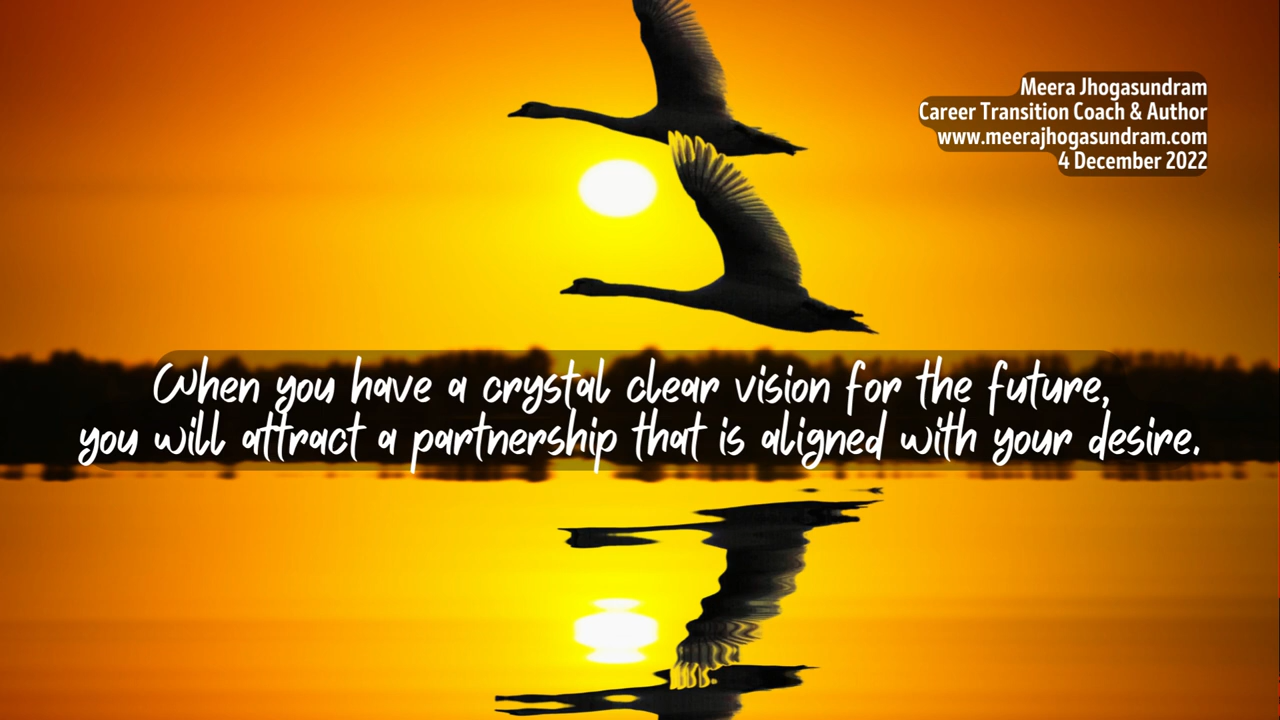 Meera Jhogasundram
Career Transition Coach & Author
www.meerajhogasundram.com
4 December 2022
When you have a crystal clear vision for the future,
you will attract a partnership that is aligned with your desire.